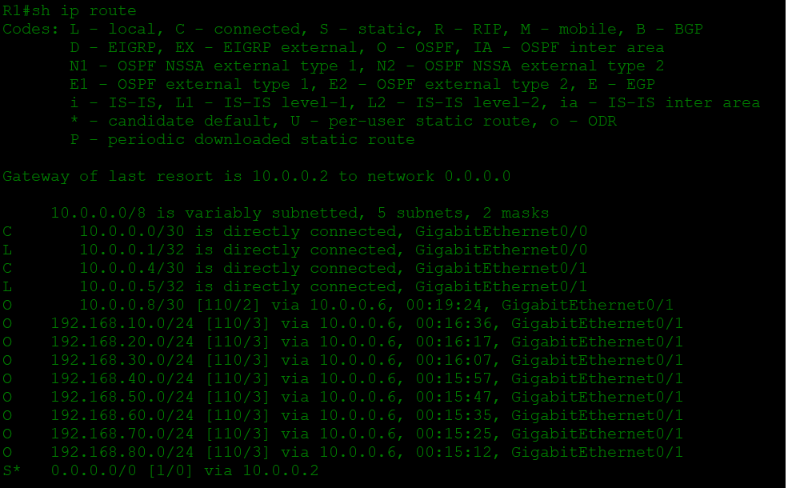 R1#sh ip route
Codes: L - local, C - connected, S - static, R - RIP, M - mobile, B - BGP
       D - EIGRP, EX - EIGRP external, O - OSPF, IA - OSPF inter area
       N1 - OSPF NSSA external type 1, N2 - OSPF NSSA external type 2
       E1 - OSPF external type 1, E2 - OSPF external type 2, E - EGP
       i - IS-IS, L1 - IS-IS level-1, L2 - IS-IS level-2, ia - IS-IS inter area
       * - candidate default, U - per-user static route, o - ODR
       P - periodic downloaded static route
Gateway of last resort is 10.0.0.2 to network 0.0.0.0
     10.0.0.0/8 is variably subnetted, 5 subnets, 2 masks
C       10.0.0.0/30 is directly connected, GigabitEthernet0/0
L       10.0.0.1/32 is directly connected, GigabitEthernet0/0
C       10.0.0.4/30 is directly connected, GigabitEthernet0/1
L       10.0.0.5/32 is directly connected, GigabitEthernet0/1
O       10.0.0.8/30 [110/2] via 10.0.0.6, 00:19:24, GigabitEthernet0/1
O    192.168.10.0/24 [110/3] via 10.0.0.6, 00:16:36, GigabitEthernet0/1
O    192.168.20.0/24 [110/3] via 10.0.0.6, 00:16:17, GigabitEthernet0/1
O    192.168.30.0/24 [110/3] via 10.0.0.6, 00:16:07, GigabitEthernet0/1
O    192.168.40.0/24 [110/3] via 10.0.0.6, 00:15:57, GigabitEthernet0/1
O    192.168.50.0/24 [110/3] via 10.0.0.6, 00:15:47, GigabitEthernet0/1
O    192.168.60.0/24 [110/3] via 10.0.0.6, 00:15:35, GigabitEthernet0/1
O    192.168.70.0/24 [110/3] via 10.0.0.6, 00:15:25, GigabitEthernet0/1
O    192.168.80.0/24 [110/3] via 10.0.0.6, 00:15:12, GigabitEthernet0/1
S*   0.0.0.0/0 [1/0] via 10.0.0.2